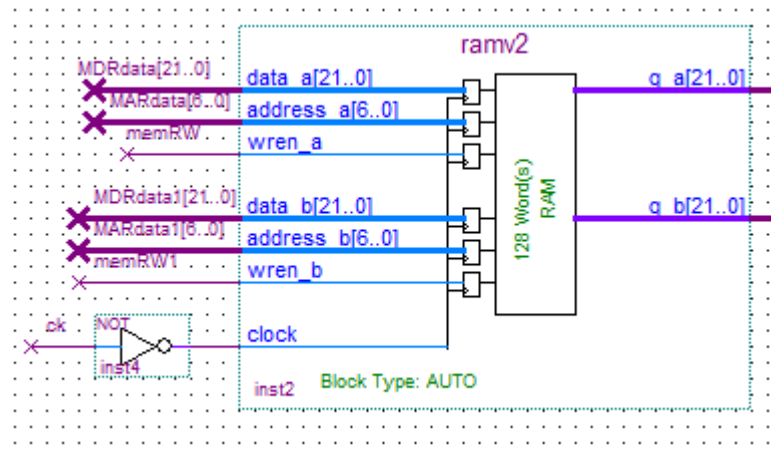 ramv2
MDRdata[21..0]
data_a[21..0]
q_a[21..0]
MARdata[6..0]
address_a[6..0]
memRW
wren_a
MDRdata1[21..0]
data_b[21..0]
q_b[21..0]
MARdata1[6..0]
address_b[6..0]
memRW1
wren_b
128 Word(s)
RAM
ck
NOT
clock
inst4
inst2
Block Type: AUTO